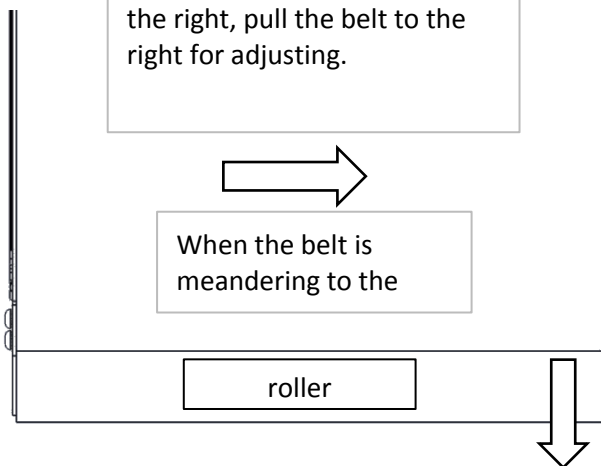 the right, pull the belt to the
right for adjusting.
When the belt is
meandering to the
roller